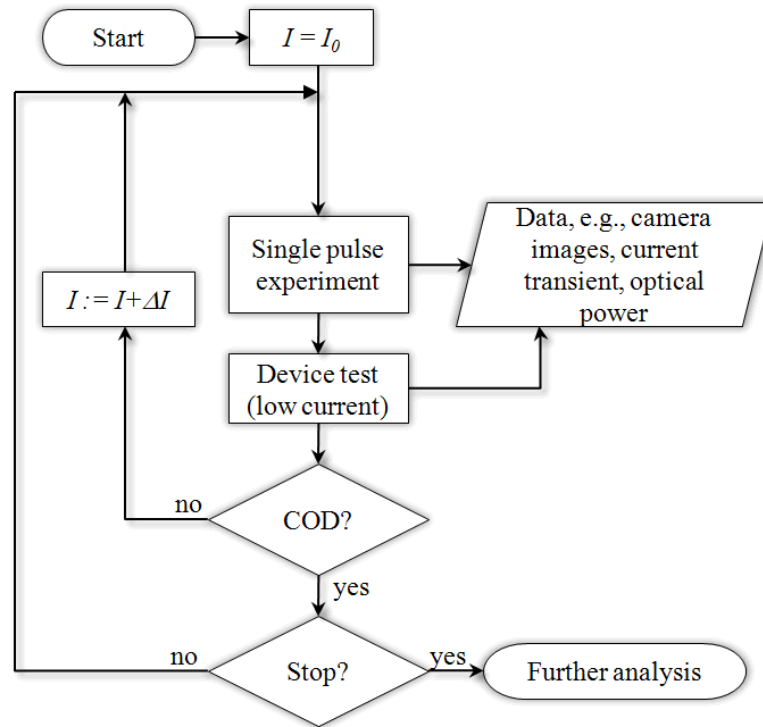 Start
I = I₀
Single pulse
experiment
Data, e.g., camera
images, current
transient, optical
power
I := I+ΔI
Device test
(low current)
no
COD?
yes
no
Stop?
yes
Further analysis